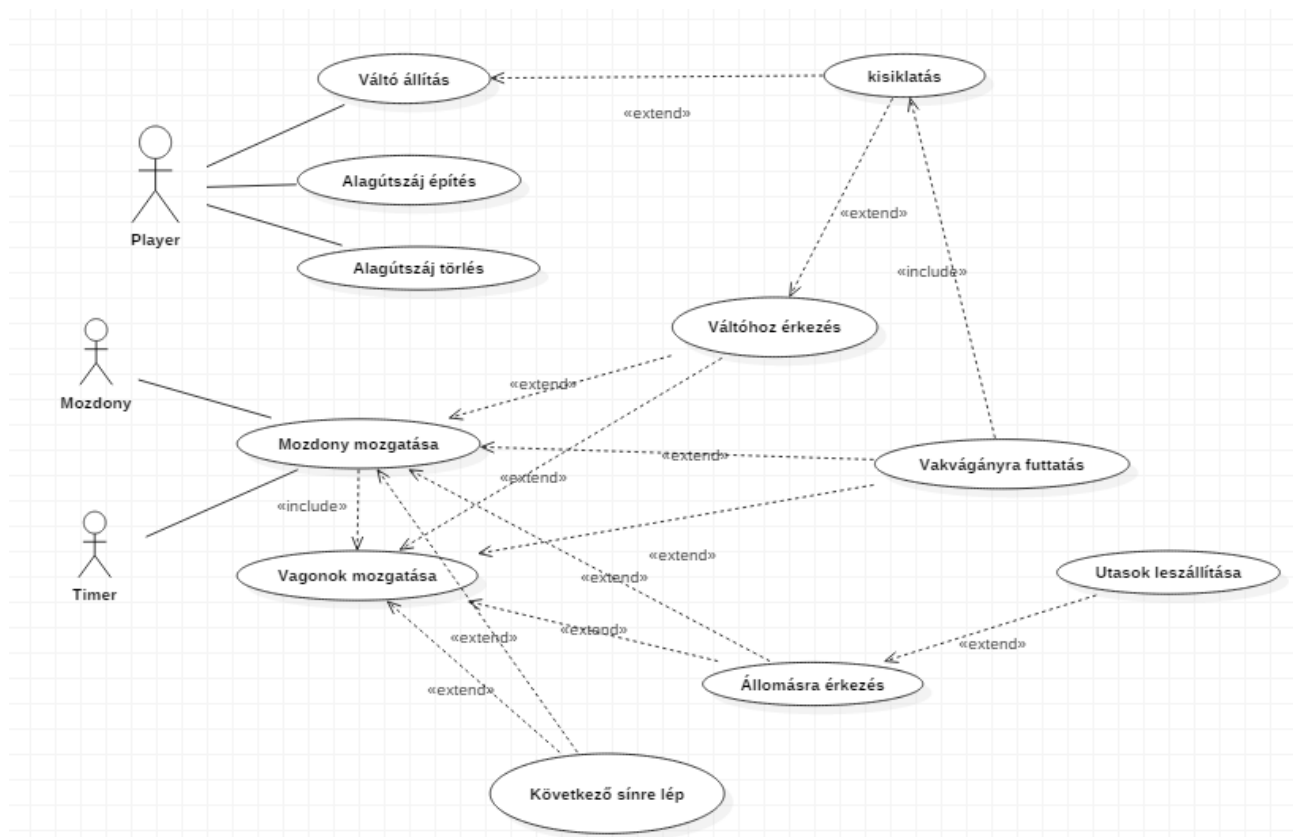 Váltó állítás
kisiklatás
«extend»
Alagútszáj építés
Player
«extend»
Alagútszáj törlés
«include»
Váltóhoz érkezés
Mozdony
«extend»
Mozdony mozgatása
«extend»
Vakvágányra futtatás
«extend»
«include»
«extend»
Vagonok mozgatása
«extend»
Utasok leszállítása
Timer
«extend»
«extend»
«extend»
«extend»
Állomásra érkezés
Következő sínre lép